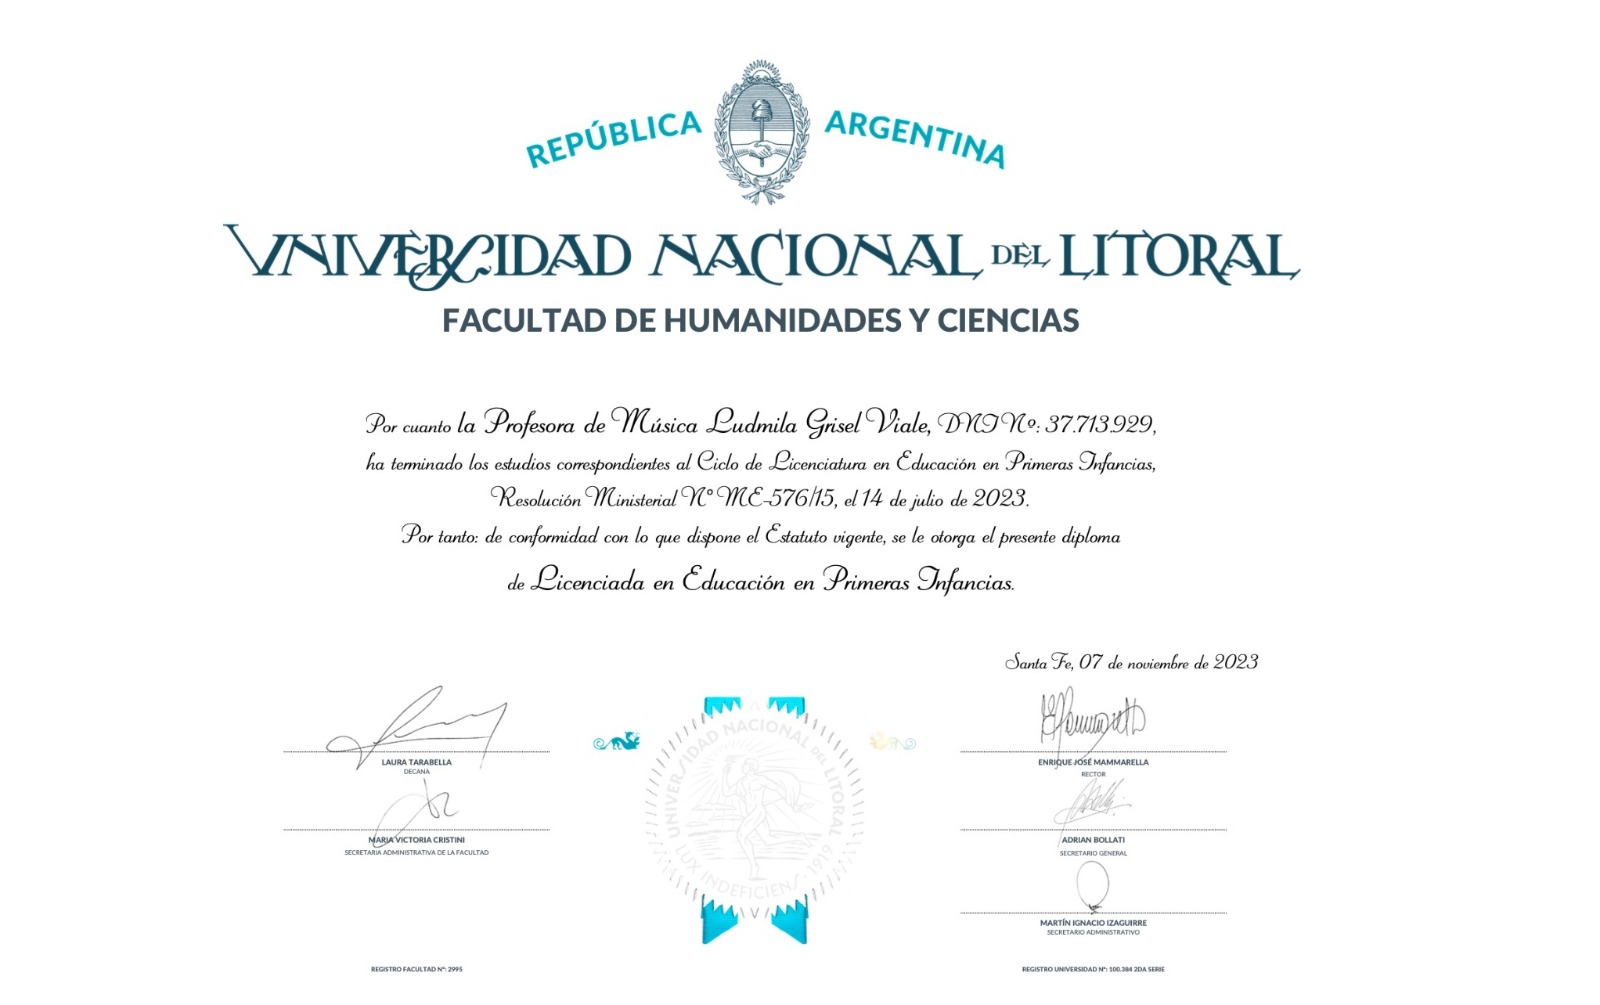 REPÚBLICA ARGENTINA
UNIVERSIDAD NACIONAL DEL LITORAL
FACULTAD DE HUMANIDADES Y CIENCIAS
Por cuanto la Profesora de Música Ludmila Grisel Viale, DNI Nº: 37.713.929,
ha terminado los estudios correspondientes al Ciclo de Licenciatura en Educación en Primeras Infancias,
Resolución Ministerial N° ME-576/15, el 14 de julio de 2023.
Por tanto: de conformidad con lo que dispone el Estatuto vigente, se le otorga el presente diploma
de Licenciada en Educación en Primeras Infancias.
Santa Fe, 07 de noviembre de 2023
LAURA TARABELLA
DECANA
MARIA VICTORIA CRISTINI
SECRETARIA ADMINISTRATIVA DE LA FACULTAD
UNIVERSIDAD NACIONAL DEL LITORAL
LUX INDEFICIENS · 1919
ENRIQUE JOSÉ MAMMARELLA
RECTOR
ADRIAN BOLLATI
SECRETARIO GENERAL
MARTÍN IGNACIO IZAGUIRRE
SECRETARIO ADMINISTRATIVO
REGISTRO FACULTAD Nº: 2995
REGISTRO UNIVERSIDAD Nº: 100.384 2DA SERIE